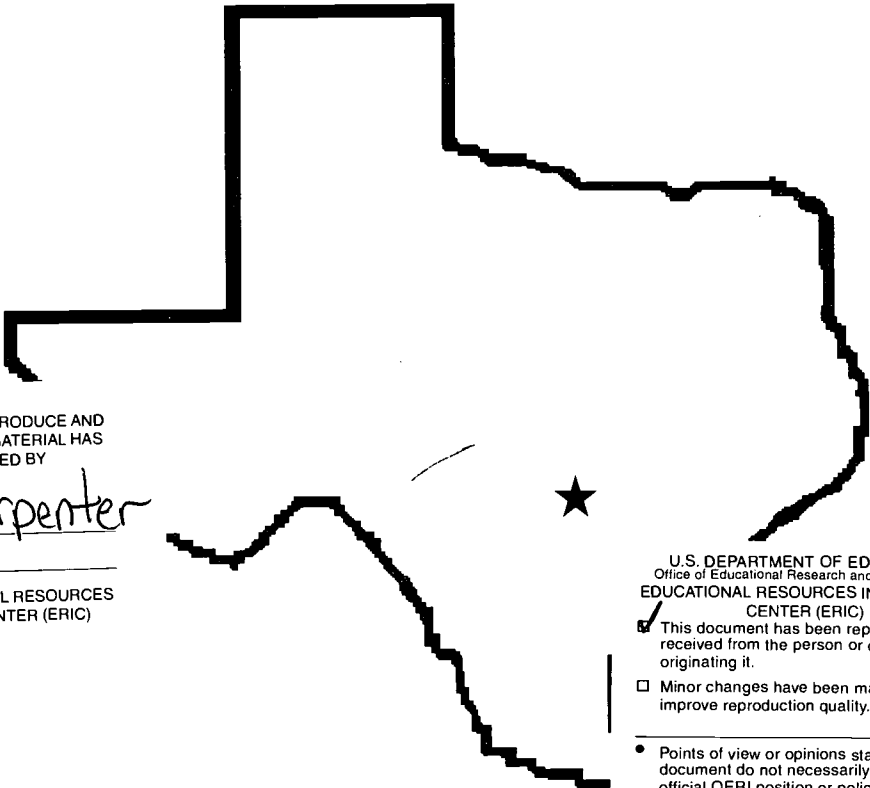 RODUCE AND
MATERIAL HAS
ED BY
rpenter
L RESOURCES
NTER (ERIC)
U.S. DEPARTMENT OF ED
Office of Educational Research and
EDUCATIONAL RESOURCES IN
CENTER (ERIC)
This document has been rep
received from the person or
originating it.
Minor changes have been ma
improve reproduction quality.
Points of view or opinions sta
document do not necessarily
official OERI position or polic